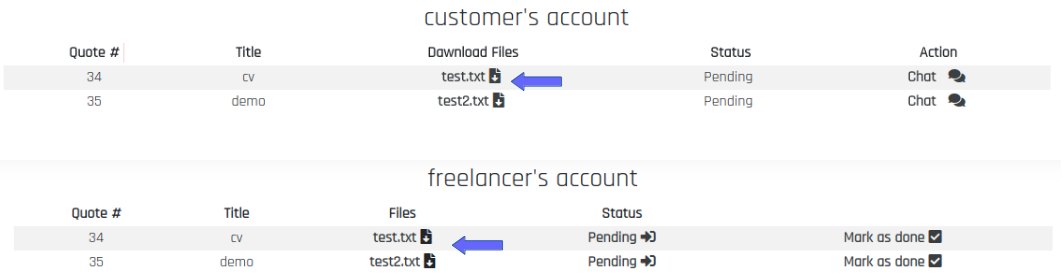 customer's account
Quote # Title Dawnload Files Status Action
34 cv test.txt Pending Chat
35 demo test2.txt Pending Chat
freelancer's account
Quote # Title Files Status
34 cv test.txt Pending Mark as done
35 demo test2.txt Pending Mark as done